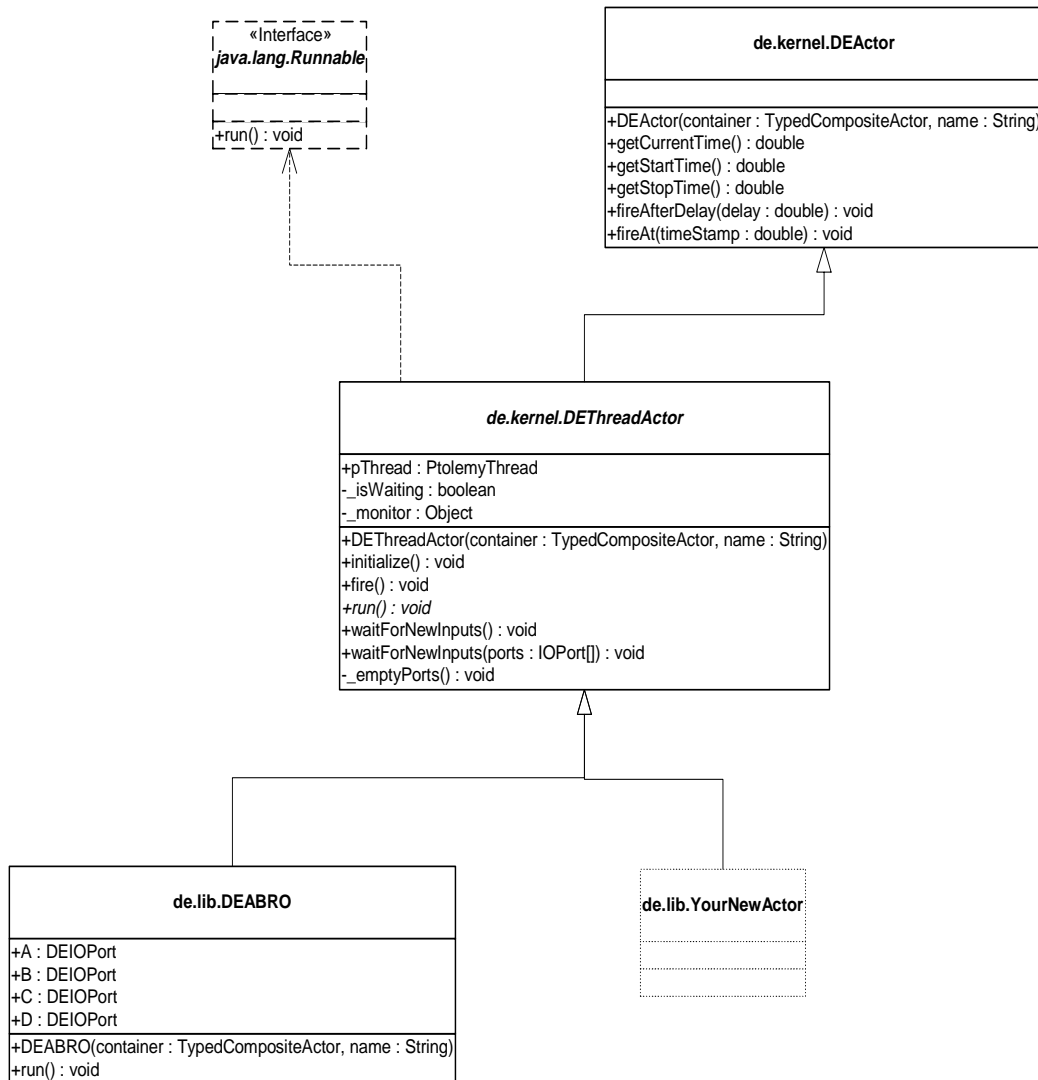 «Interface»
java.lang.Runnable
+run() : void
de.kernel.DEActor
+DEActor(container : TypedCompositeActor, name : String)
+getCurrentTime() : double
+getStartTime() : double
+getStopTime() : double
+fireAfterDelay(delay : double) : void
+fireAt(timeStamp : double) : void
de.kernel.DEThreadActor
+pThread : PtolemyThread
-_isWaiting : boolean
-_monitor : Object
+DEThreadActor(container : TypedCompositeActor, name : String)
+initialize() : void
+fire() : void
+run() : void
+waitForNewInputs() : void
+waitForNewInputs(ports : IOPort[]) : void
-_emptyPorts() : void
de.lib.DEABRO
+A : DEIOPort
+B : DEIOPort
+C : DEIOPort
+D : DEIOPort
+DEABRO(container : TypedCompositeActor, name : String)
+run() : void
de.lib.YourNewActor